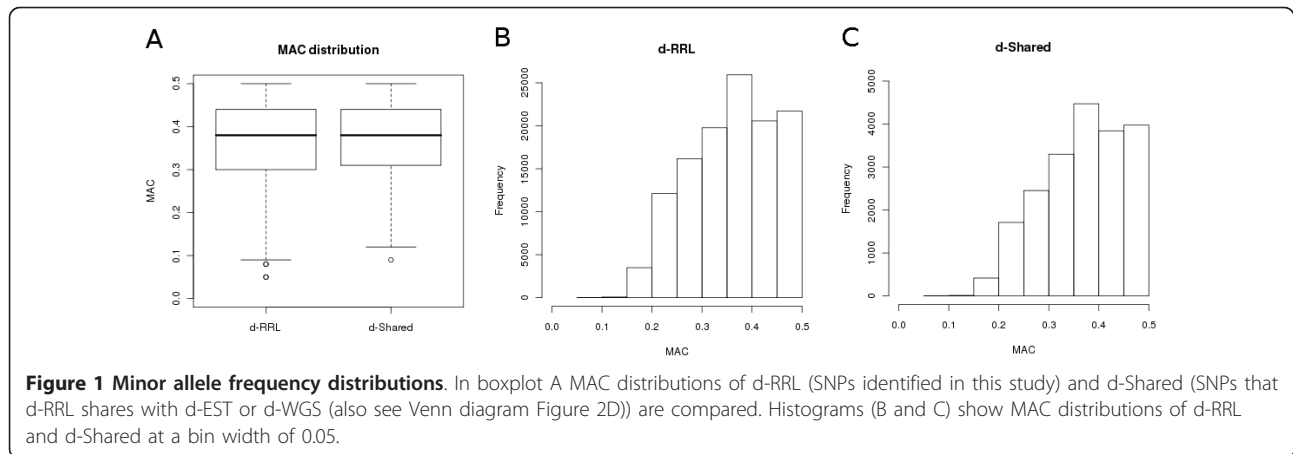 A
MAC distribution
MAC
0.0
0.1
0.2
0.3
0.4
0.5
d-RRL
d-Shared
B
d-RRL
Frequency
0
5000
10000
15000
20000
25000
0.0
0.1
0.2
0.3
0.4
0.5
MAC
C
d-Shared
Frequency
0
1000
2000
3000
4000
5000
0.0
0.1
0.2
0.3
0.4
0.5
MAC
Figure 1 Minor allele frequency distributions. In boxplot A MAC distributions of d-RRL (SNPs identified in this study) and d-Shared (SNPs that
d-RRL shares with d-EST or d-WGS (also see Venn diagram Figure 2D)) are compared. Histograms (B and C) show MAC distributions of d-RRL
and d-Shared at a bin width of 0.05.